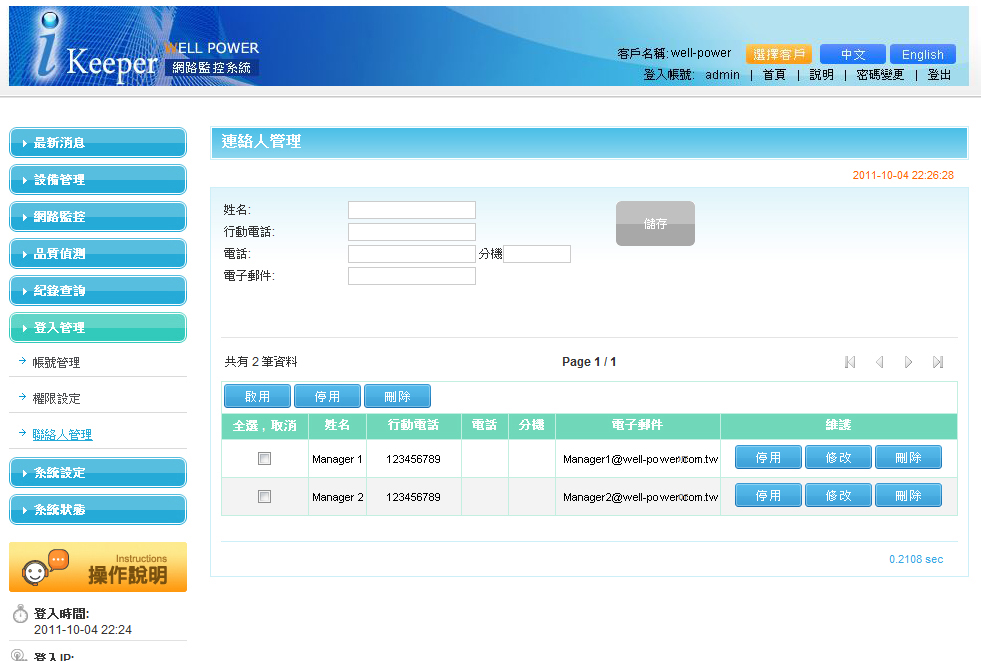 iKeeper WELL POWER
網路監控系統
客戶名稱: well-power 選擇客戶 中文 English
登入帳號: admin | 首頁 | 說明 | 密碼變更 | 登出
最新消息
設備管理
網路監控
品質偵測
紀錄查詢
登入管理
帳號管理
權限設定
聯絡人管理
系統設定
系統狀態
Instructions
操作說明
登入時間:
2011-10-04 22:24
登入IP:
連絡人管理
2011-10-04 22:26:28
姓名:
行動電話:
電話: 分機
電子郵件:
儲存
共有 2 筆資料 Page 1 / 1
啟用 停用 刪除
全選 , 取消 姓名 行動電話 電話 分機 電子郵件 維護
Manager 1 123456789 Manager1@well-power.com.tw 停用 修改 刪除
Manager 2 123456789 Manager2@well-power.com.tw 停用 修改 刪除
0.2108 sec